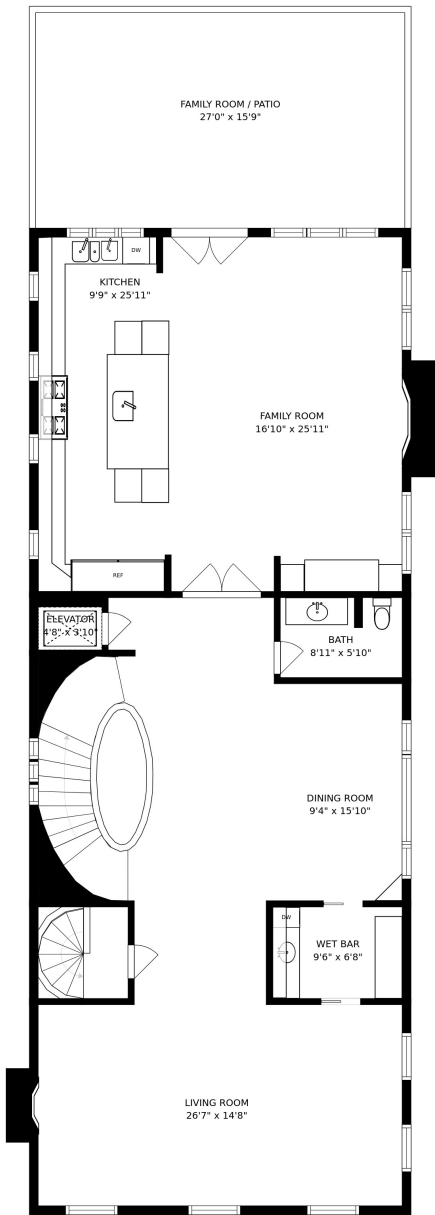 FAMILY ROOM / PATIO
27'0" x 15'9"
DW
KITCHEN
9'9" x 25'11"
FAMILY ROOM
16'10" x 25'11"
REF
ELEVATOR
4'8" x 3'10"
BATH
8'11" x 5'10"
DINING ROOM
9'4" x 15'10"
DW
WET BAR
9'6" x 6'8"
LIVING ROOM
26'7" x 14'8"